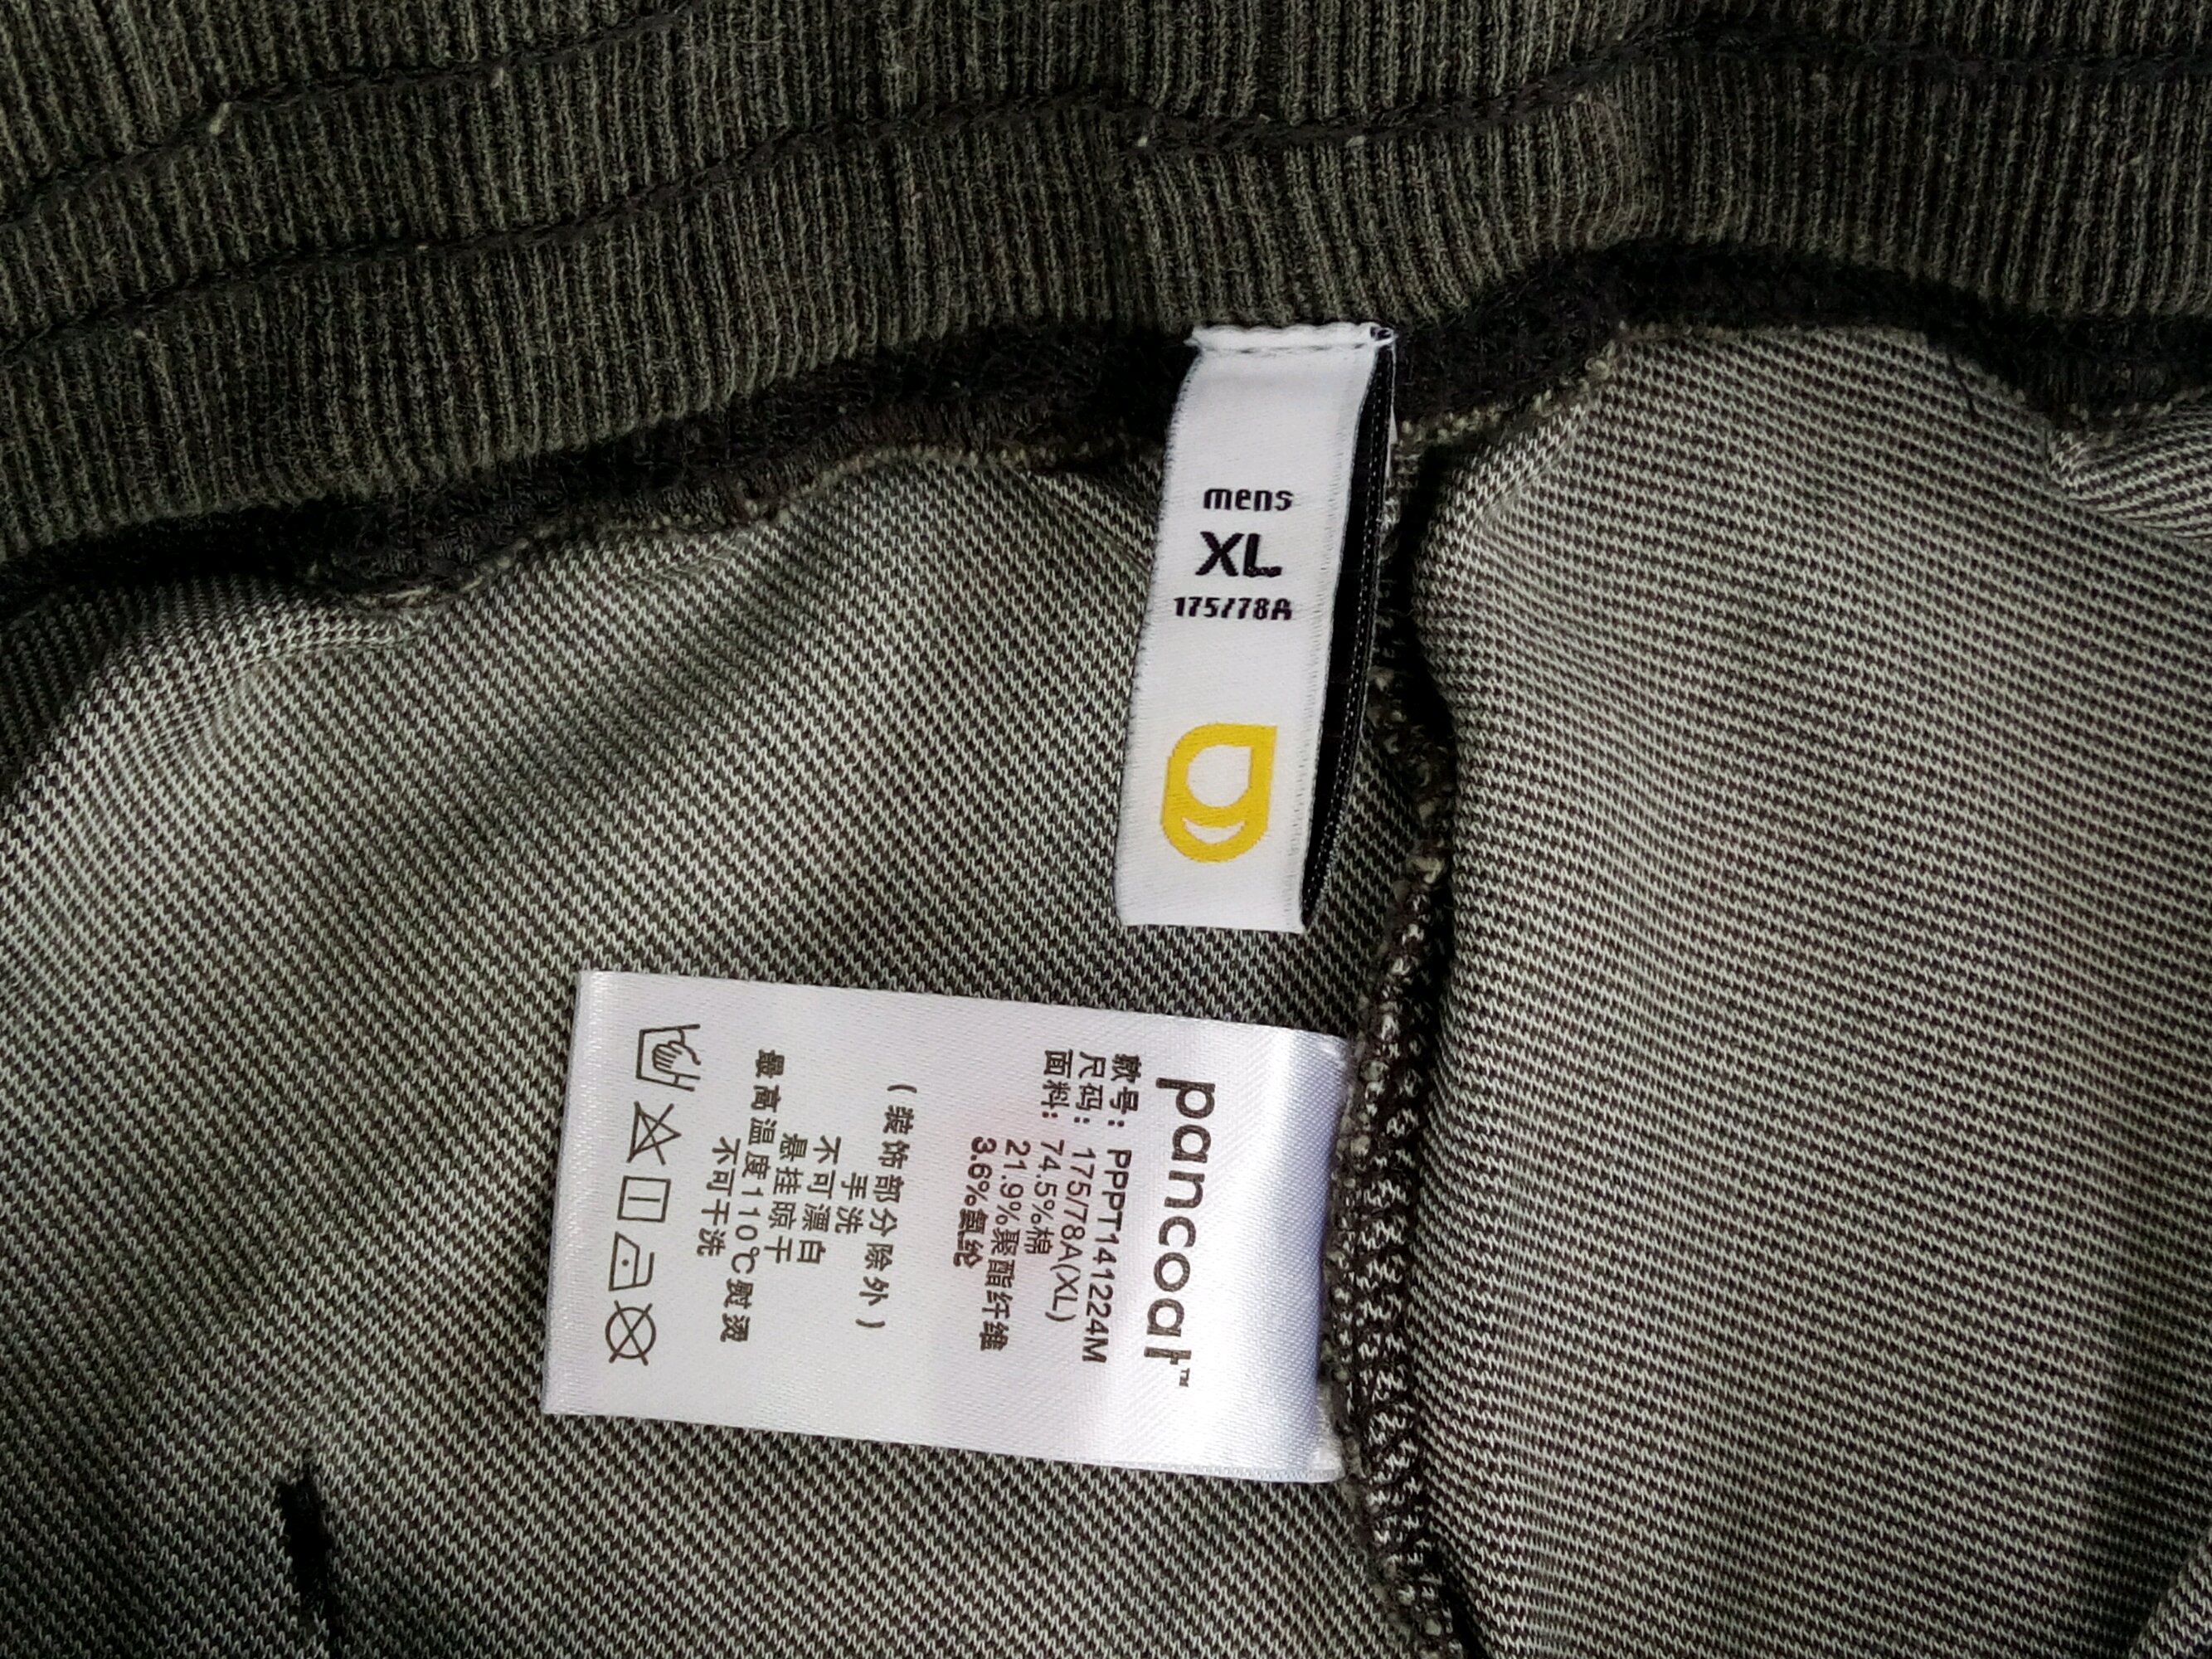 mens
XL
175/78A
pancoat™
款号: PPPT141224M
尺码: 175/78A(XL)
面料: 74.5%棉
21.9%聚酯纤维
3.6%氨纶
(装饰部分除外)
手洗
不可漂白
悬挂晾干
最高温度110℃熨烫
不可干洗